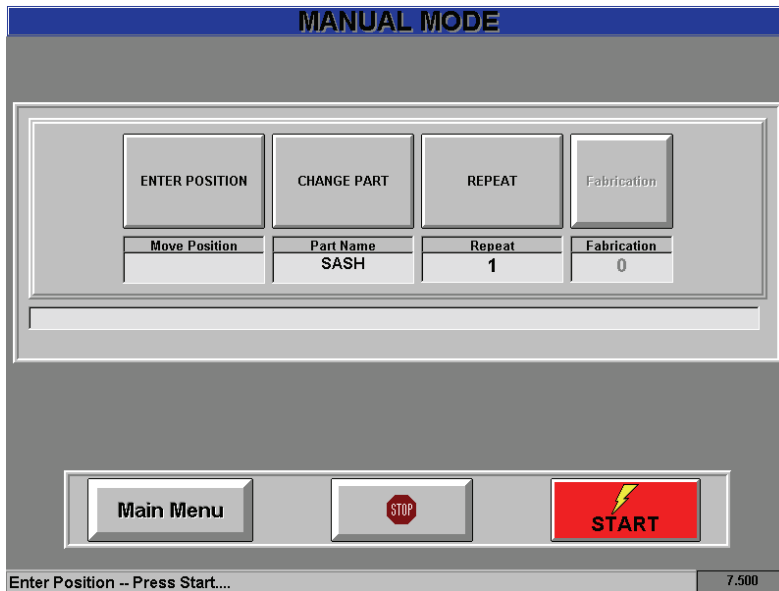 MANUAL MODE
ENTER POSITION CHANGE PART REPEAT Fabrication
Move Position Part Name Repeat Fabrication
SASH 1 0
Main Menu STOP START
Enter Position -- Press Start.... 7.500